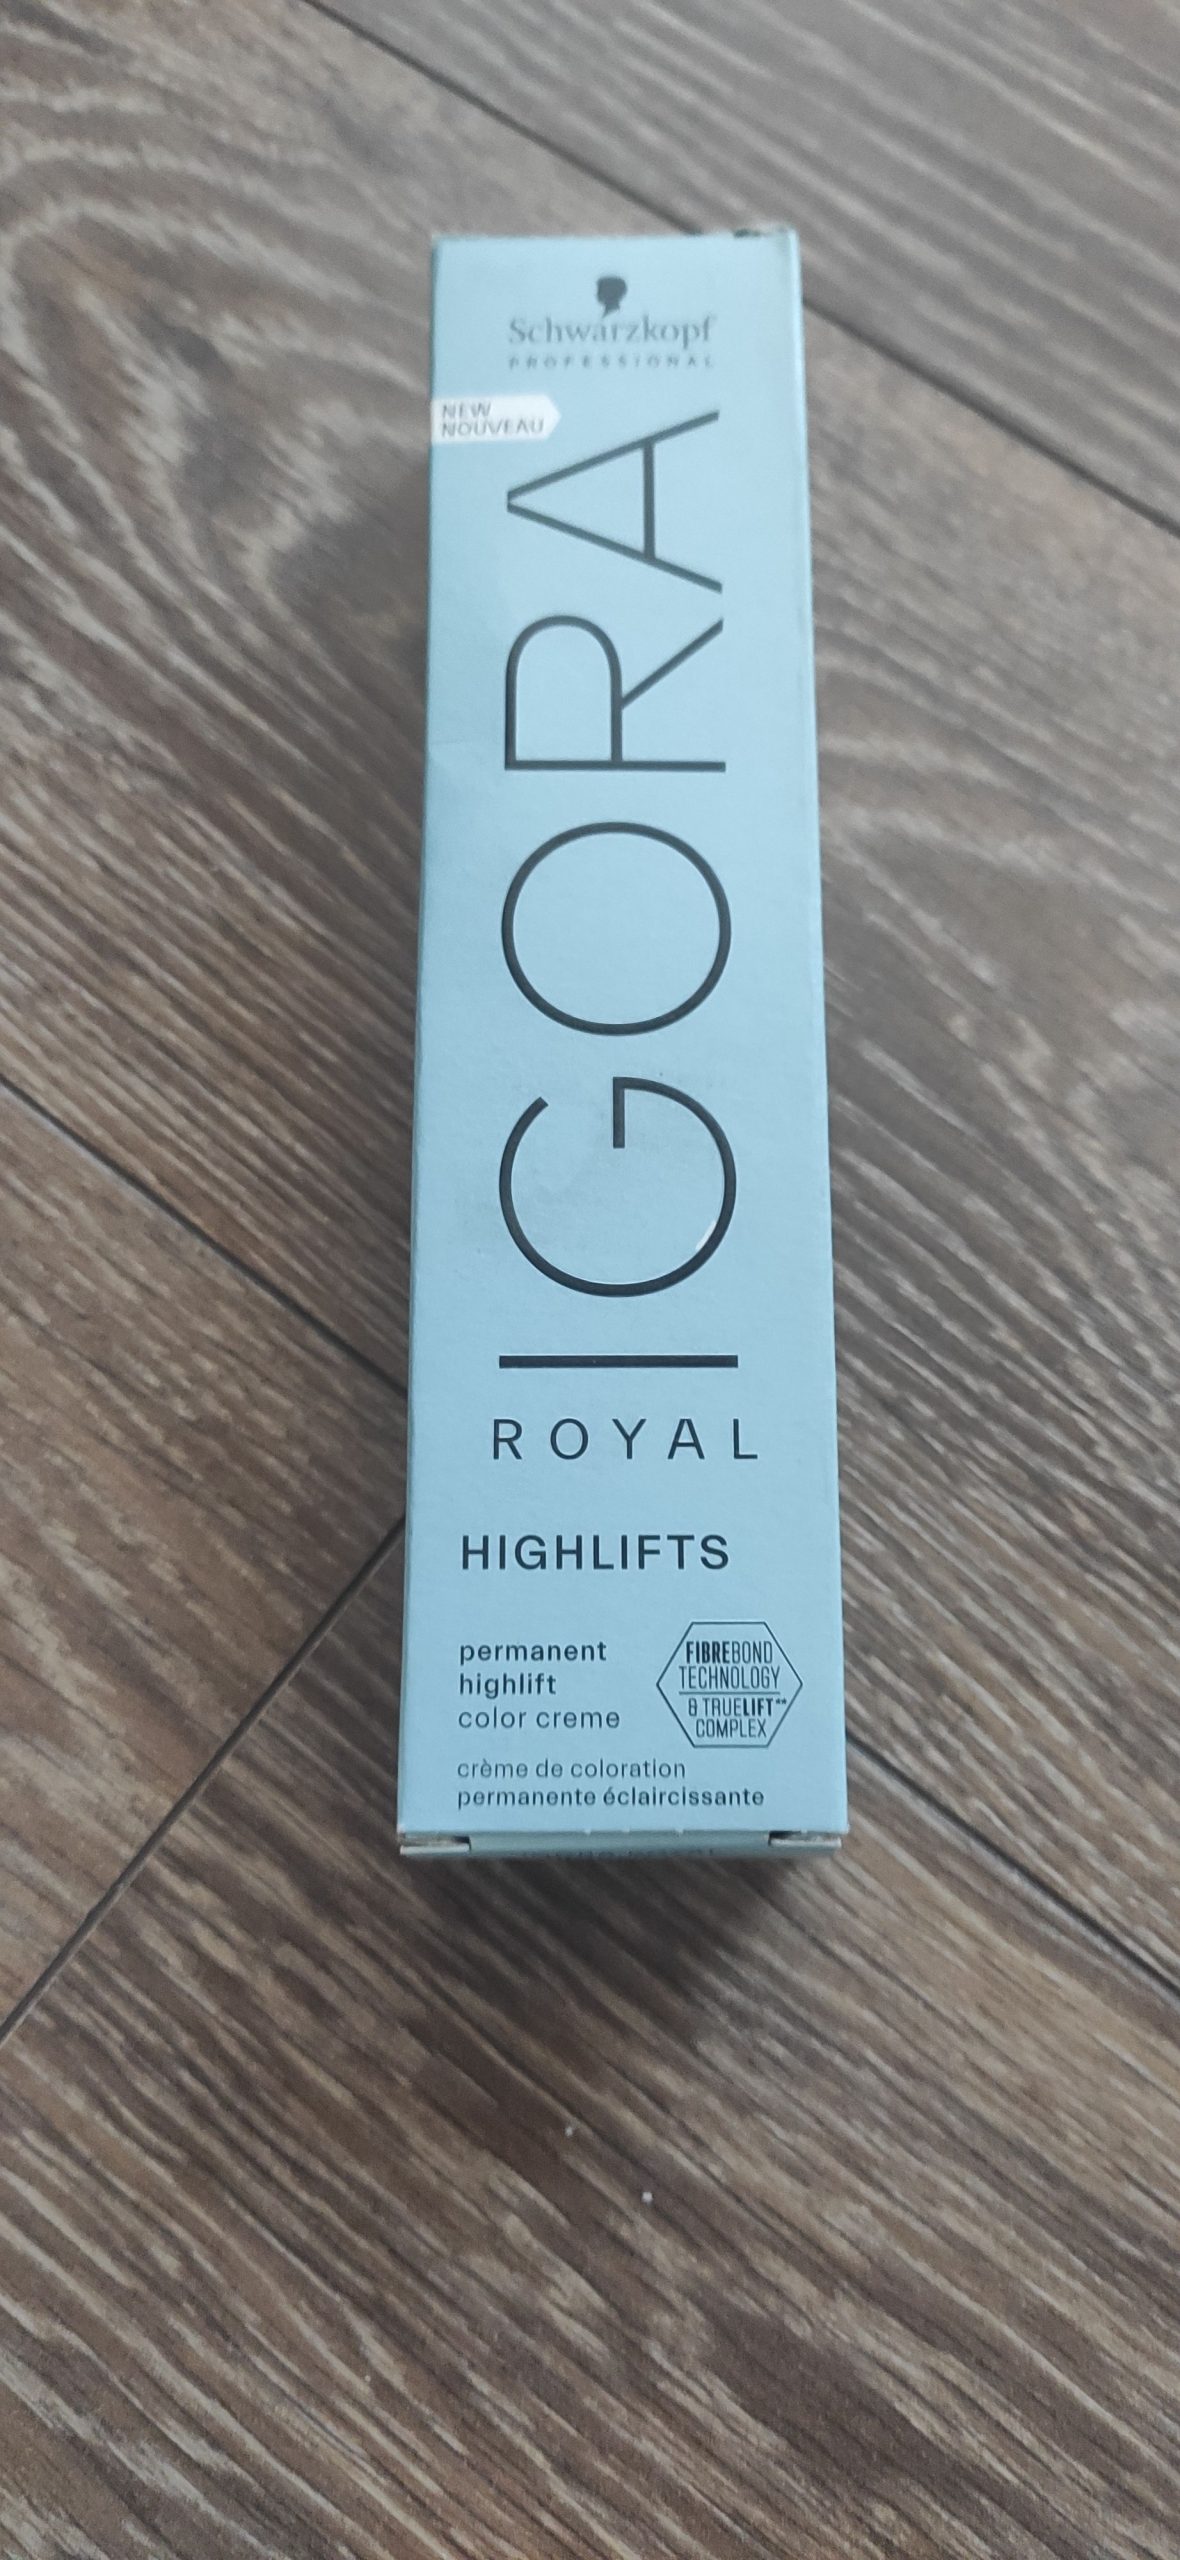 Schwarzkopf
PROFESSIONAL
NEW
NOUVEAU
IGORA
ROYAL
HIGHLIFTS
permanent
highlift
color creme
FIBREBOND
TECHNOLOGY
& TRUELIFT**
COMPLEX
crème de coloration
permanente éclaircissante